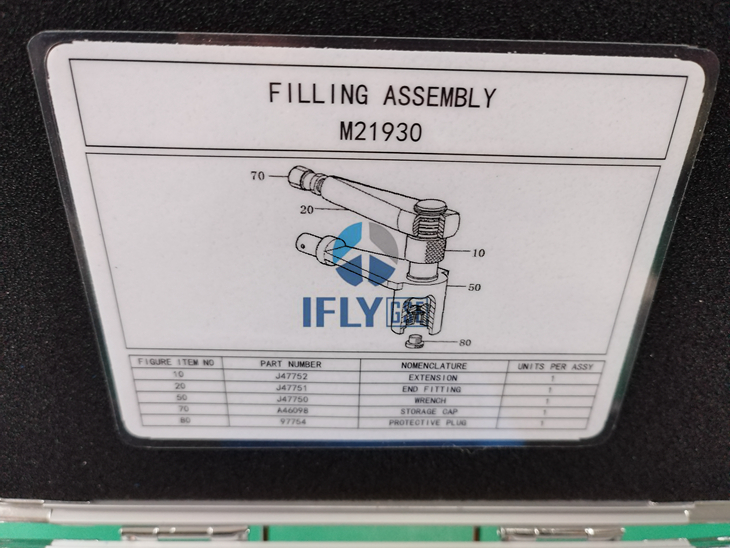 FILLING ASSEMBLY
M21930
70
20
10
50
80
IFLY
FIGURE ITEM NO PART NUMBER NOMENCLATURE UNITS PER ASSY
10 J47752 EXTENSION 1
20 J47751 END FITTING 1
50 J47750 WRENCH 1
70 A46098 STORAGE CAP 1
80 97754 PROTECTIVE PLUG 1